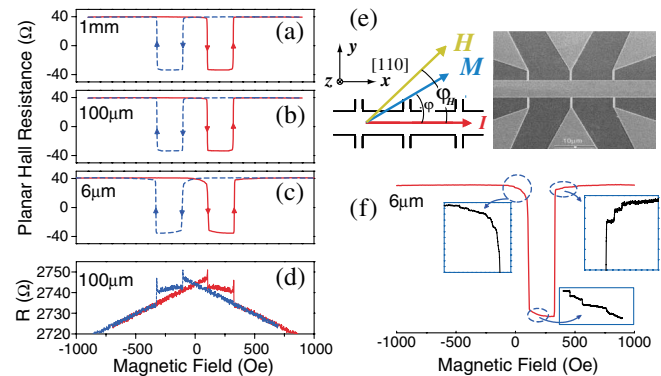 Planar Hall Resistance (Ω)
40
0
-40
1mm
(a)
40
0
-40
100μm
(b)
40
0
-40
6μm
(c)
R (Ω)
2750
2740
2730
2720
100μm
(d)
-1000 -500 0 500 1000
Magnetic Field (Oe)
(e)
y
z
x
[110]
H
M
φ
φH
I
10μm
(f)
6μm
-1000 -500 0 500 1000
Magnetic Field (Oe)